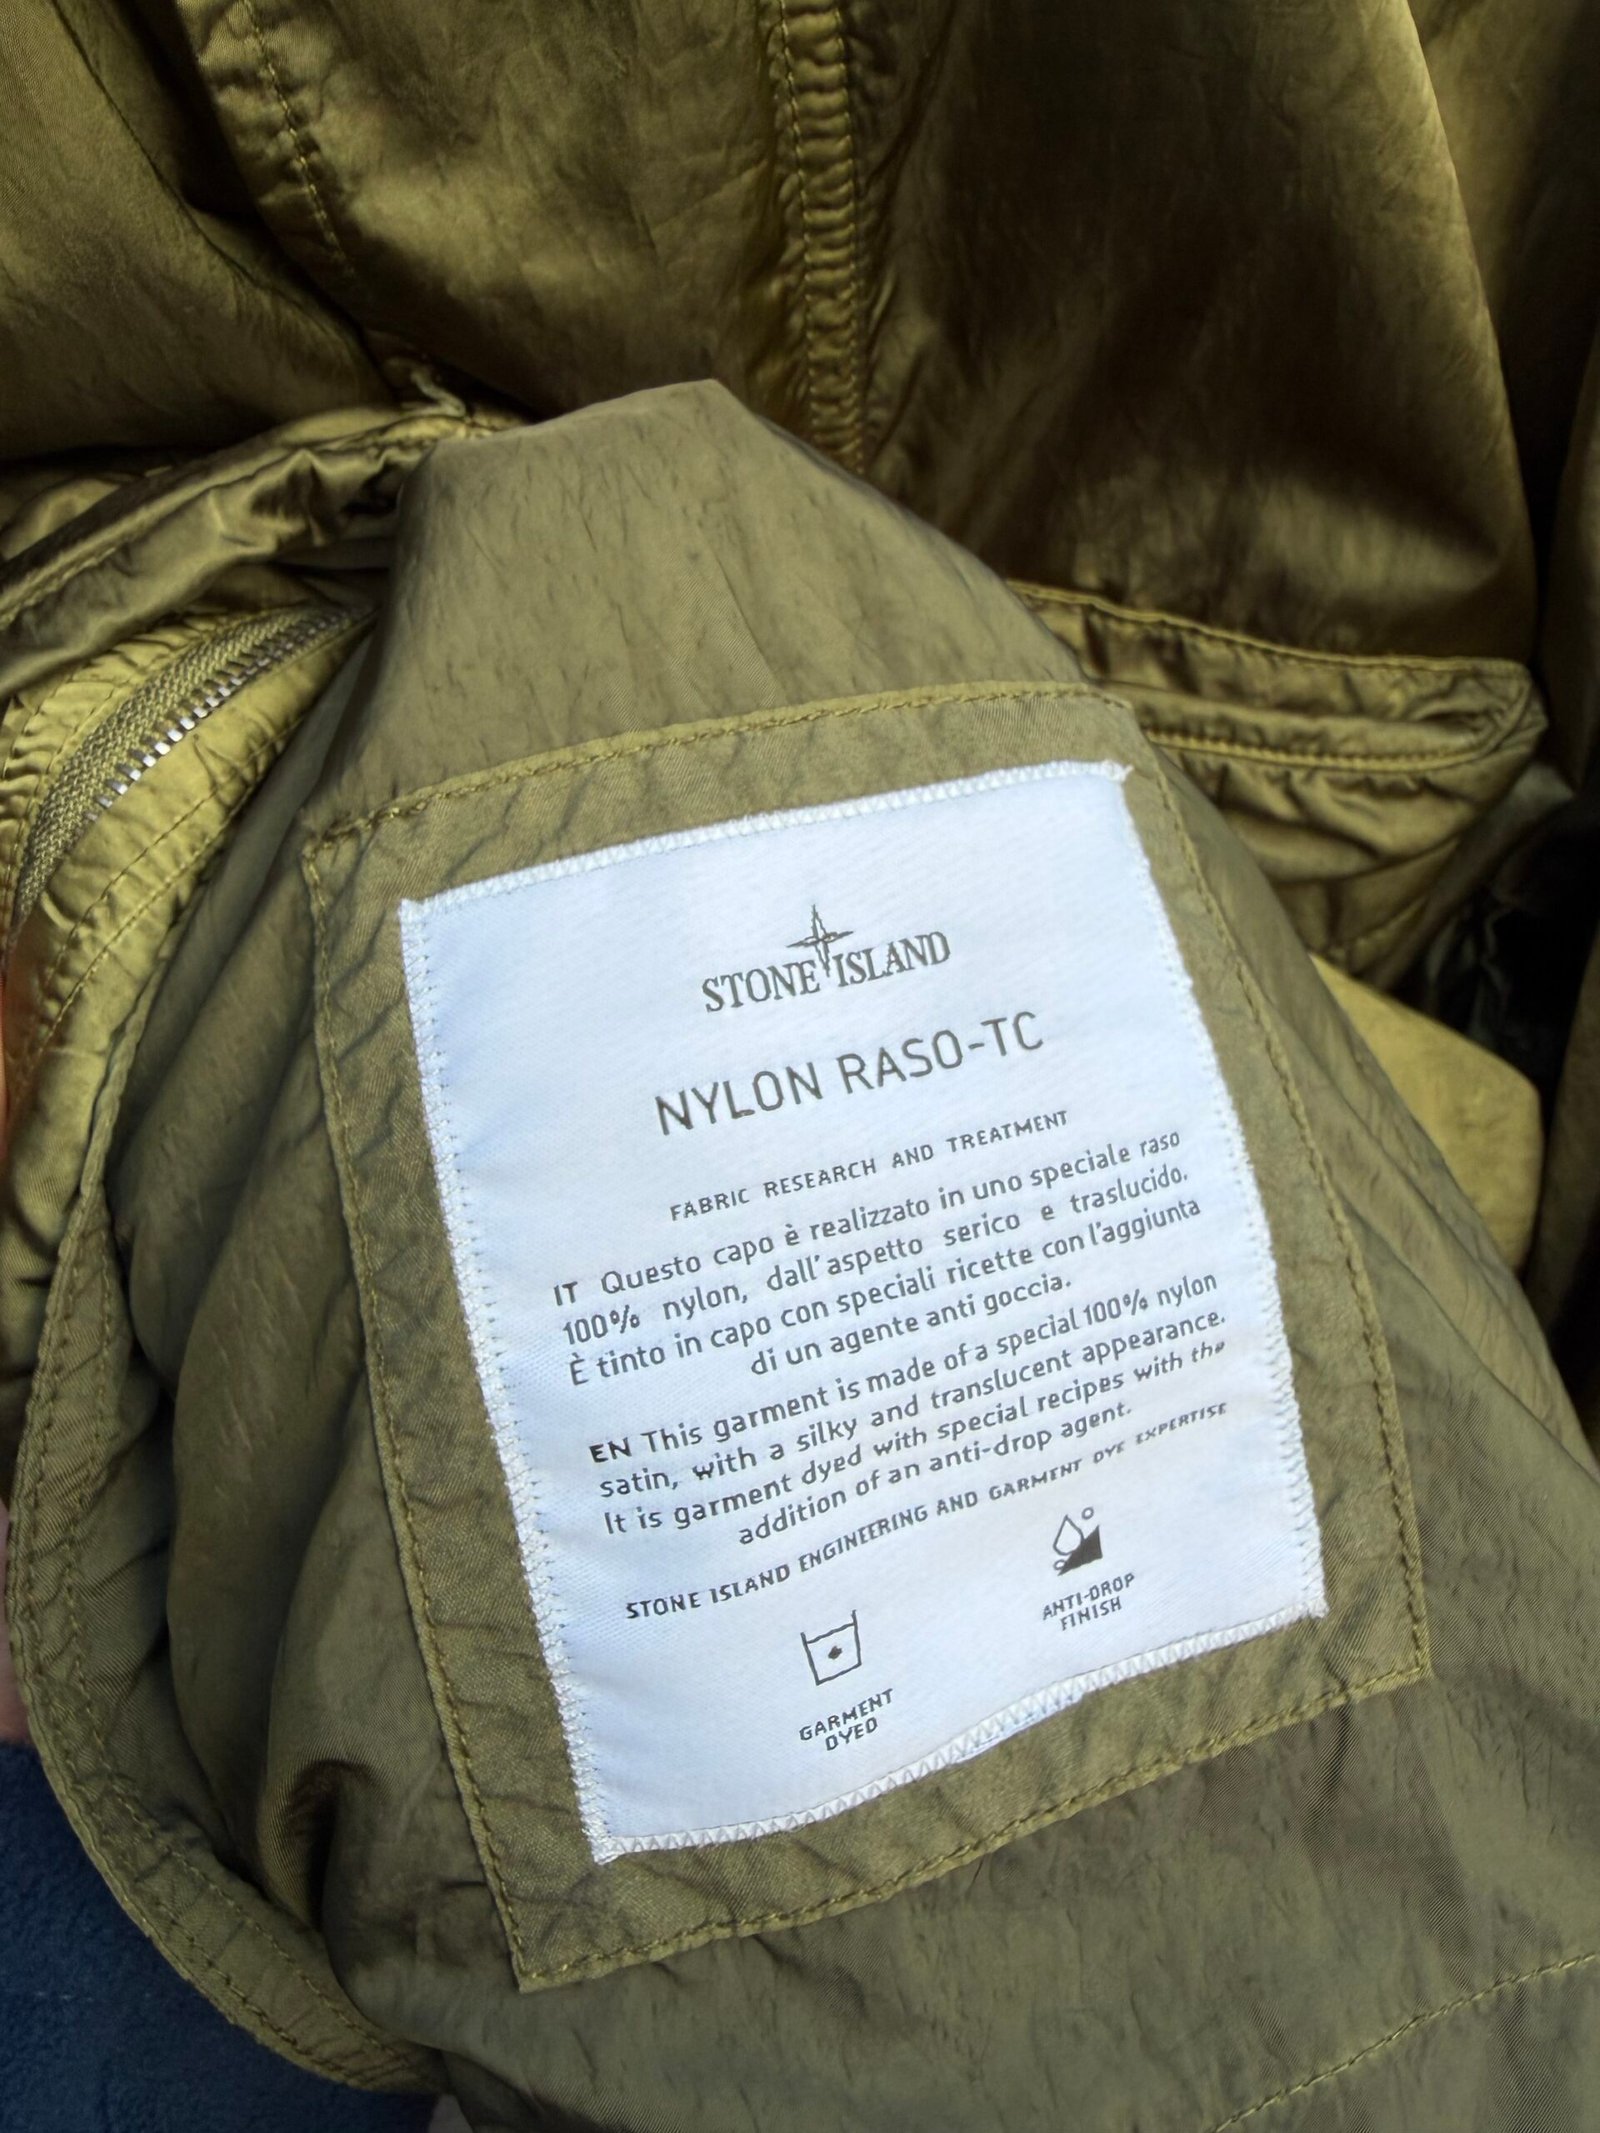 STONE ISLAND
NYLON RASO-TC
FABRIC RESEARCH AND TREATMENT
IT Questo capo è realizzato in uno speciale raso
100% nylon, dall'aspetto serico e traslucido.
È tinto in capo con speciali ricette con l'aggiunta
di un agente anti goccia.
EN This garment is made of a special 100% nylon
satin, with a silky and translucent appearance.
It is garment dyed with special recipes with the
addition of an anti-drop agent.
STONE ISLAND ENGINEERING AND GARMENT DYE EXPERTISE
ANTI-DROP
FINISH
GARMENT
DYED